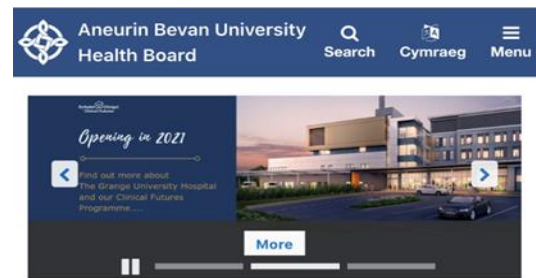 Aneurin Bevan University
Health Board
Search
Cymraeg
Menu
Opening in 2021
Find out more about
The Grange University Hospital
and our Clinical Futures
Programme....
More